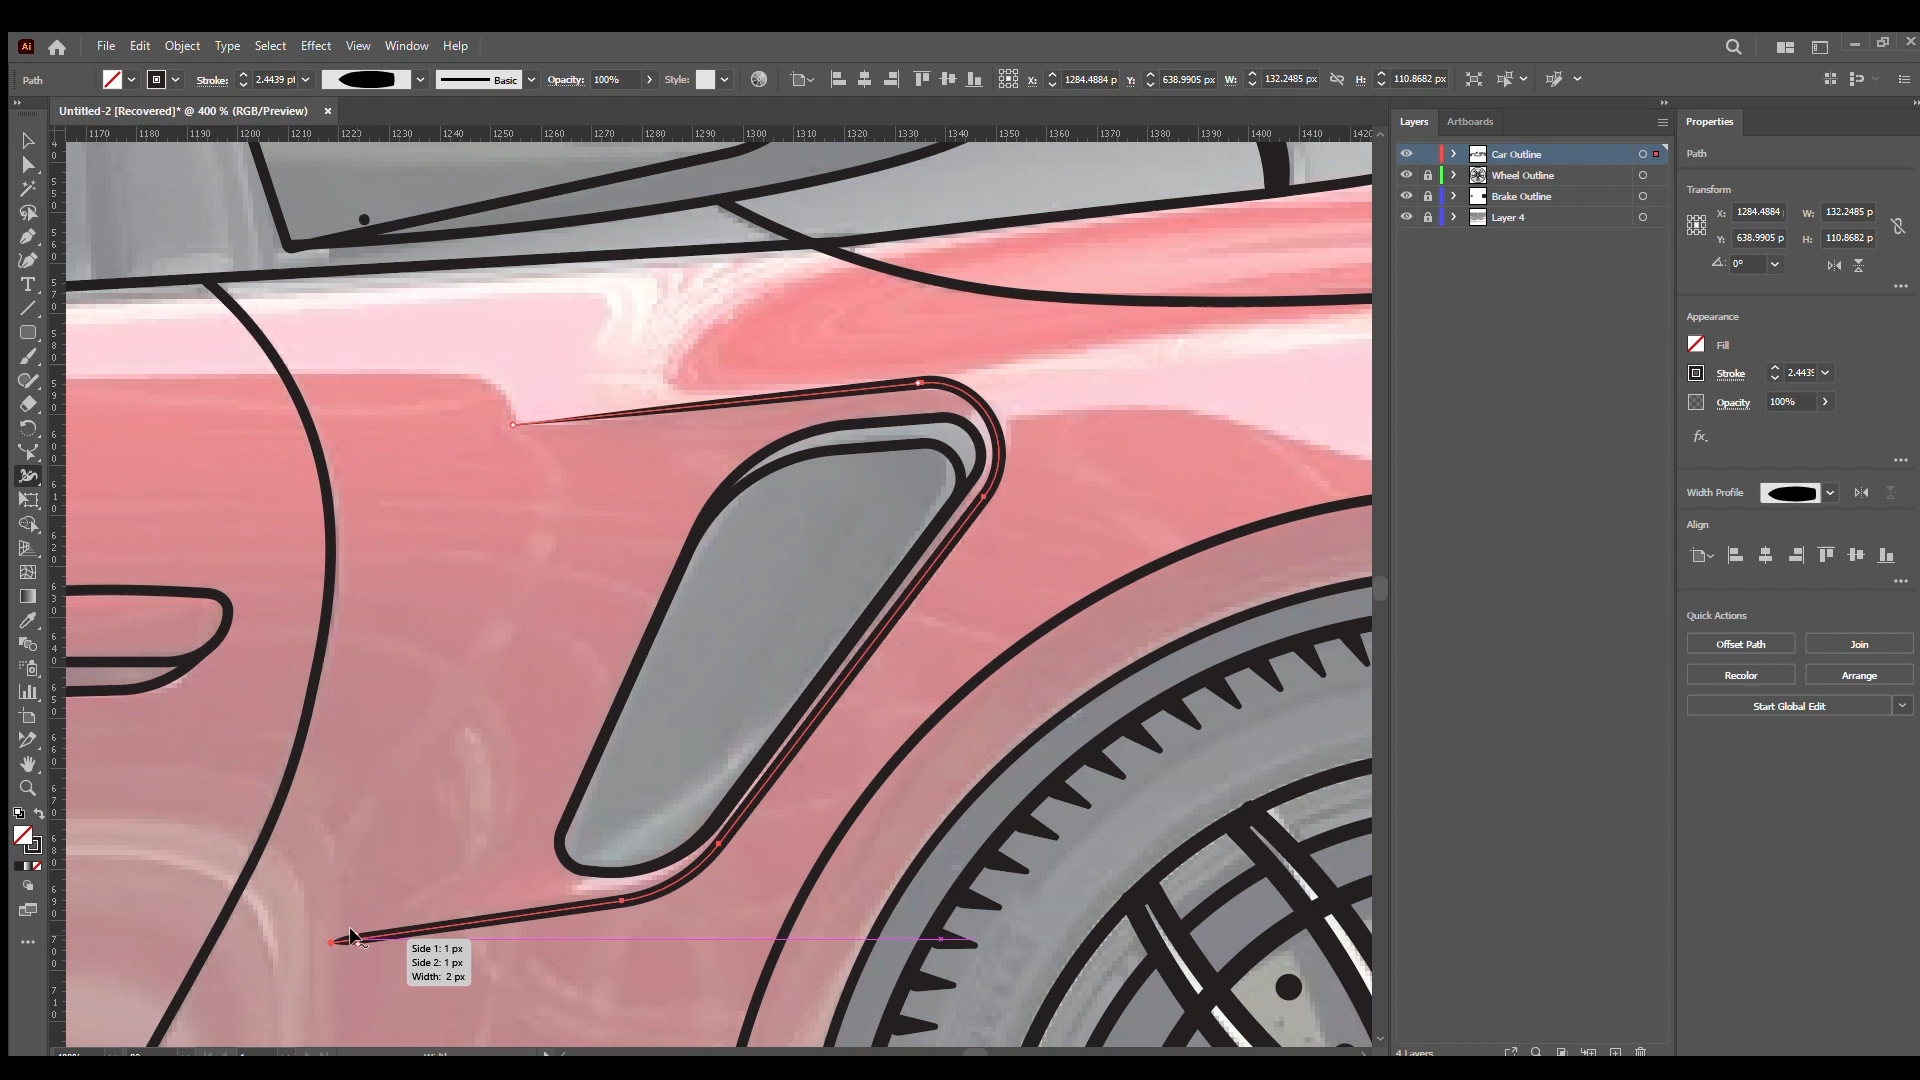 Ai File Edit Object Type Select Effect View Window Help
Path Stroke: 2.4439 pt Basic Opacity: 100% Style: X: 1284.4884 p Y: 638.9905 px W: 132.2485 px H: 110.8682 px
Untitled-2 [Recovered]* @ 400 % (RGB/Preview) ×
1170 1180 1190 1200 1210 1220 1230 1240 1250 1260 1270 1280 1290 1300 1310 1320 1330 1340 1350 1360 1370 1380 1390 1400 1410 1420
Side 1: 1 px
Side 2: 1 px
Width: 2 px
Layers Artboards
Car Outline
Wheel Outline
Brake Outline
Layer 4
4 Layers
Properties
Path
Transform
X: 1284.4884 W: 132.2485 p
Y: 638.9905 p H: 110.8682 p
0°
Appearance
Fill
Stroke 2.4439
Opacity 100%
fx.
Width Profile
Align
Quick Actions
Offset Path Join
Recolor Arrange
Start Global Edit